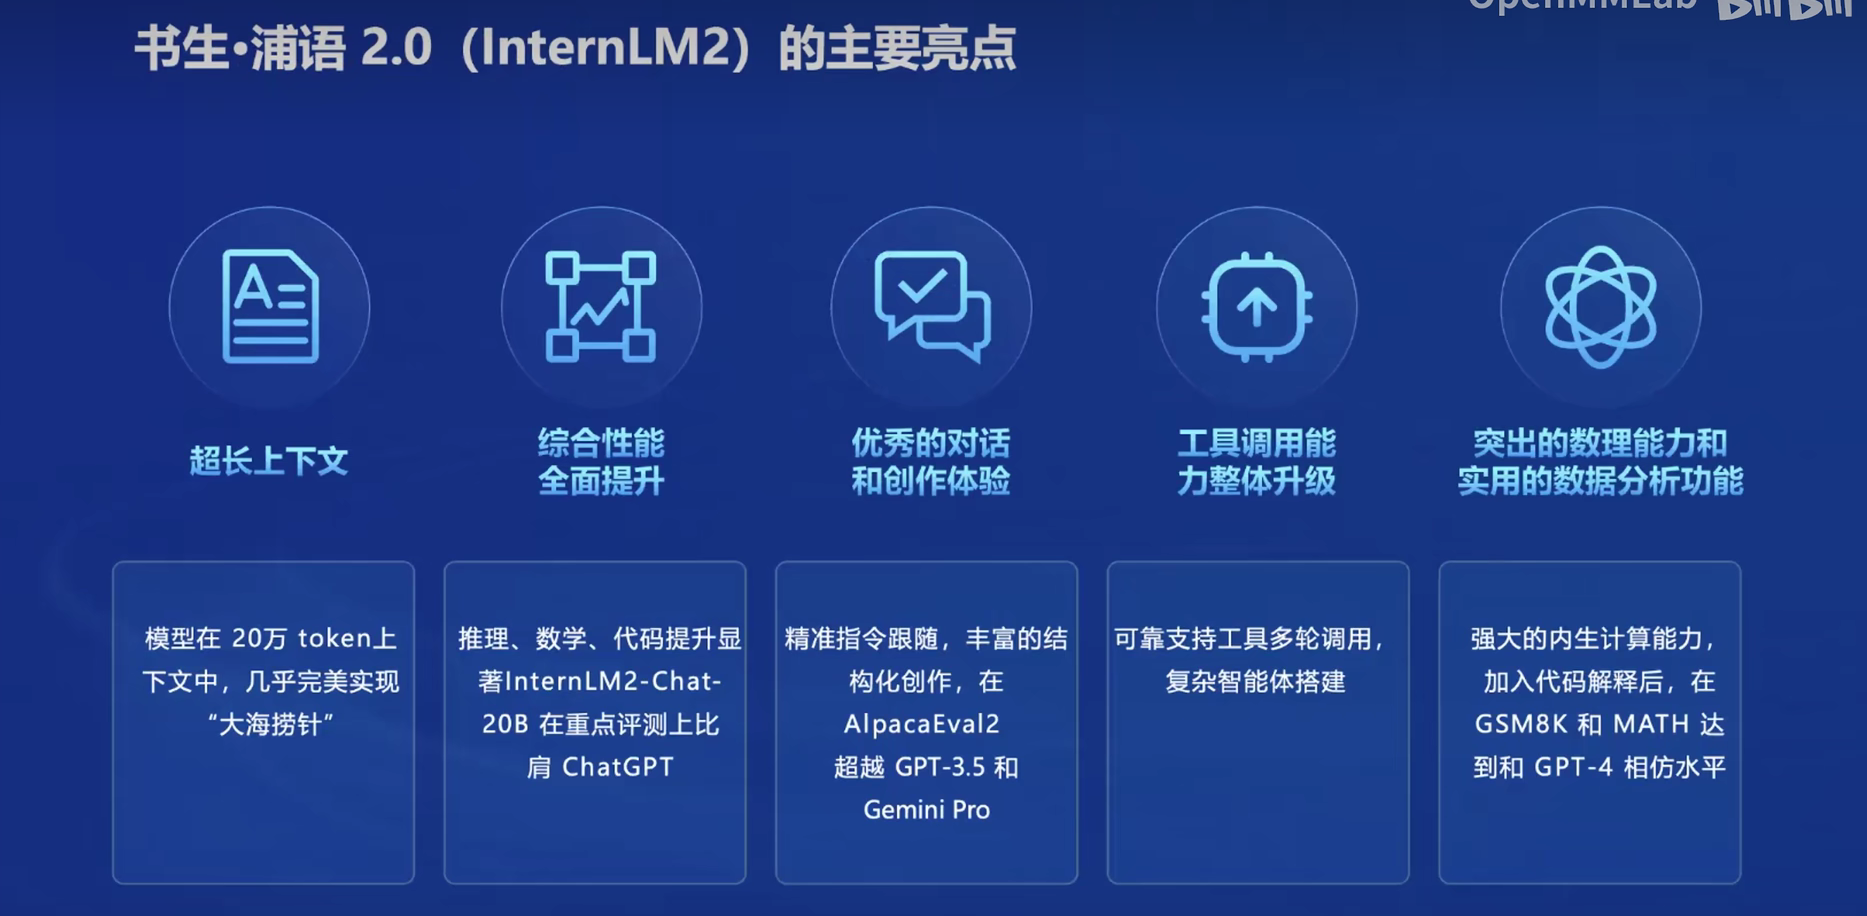 OpenMMLab
书生•浦语 2.0（InternLM2）的主要亮点
超长上下文
模型在 20万 token上
下文中，几乎完美实现
“大海捞针”
综合性能
全面提升
推理、数学、代码提升显
著InternLM2-Chat-
20B 在重点评测上比
肩 ChatGPT
优秀的对话
和创作体验
精准指令跟随，丰富的结
构化创作，在
AlpacaEval2
超越 GPT-3.5 和
Gemini Pro
工具调用能
力整体升级
可靠支持工具多轮调用，
复杂智能体搭建
突出的数理能力和
实用的数据分析功能
强大的内生计算能力，
加入代码解释后，在
GSM8K 和 MATH 达
到和 GPT-4 相仿水平